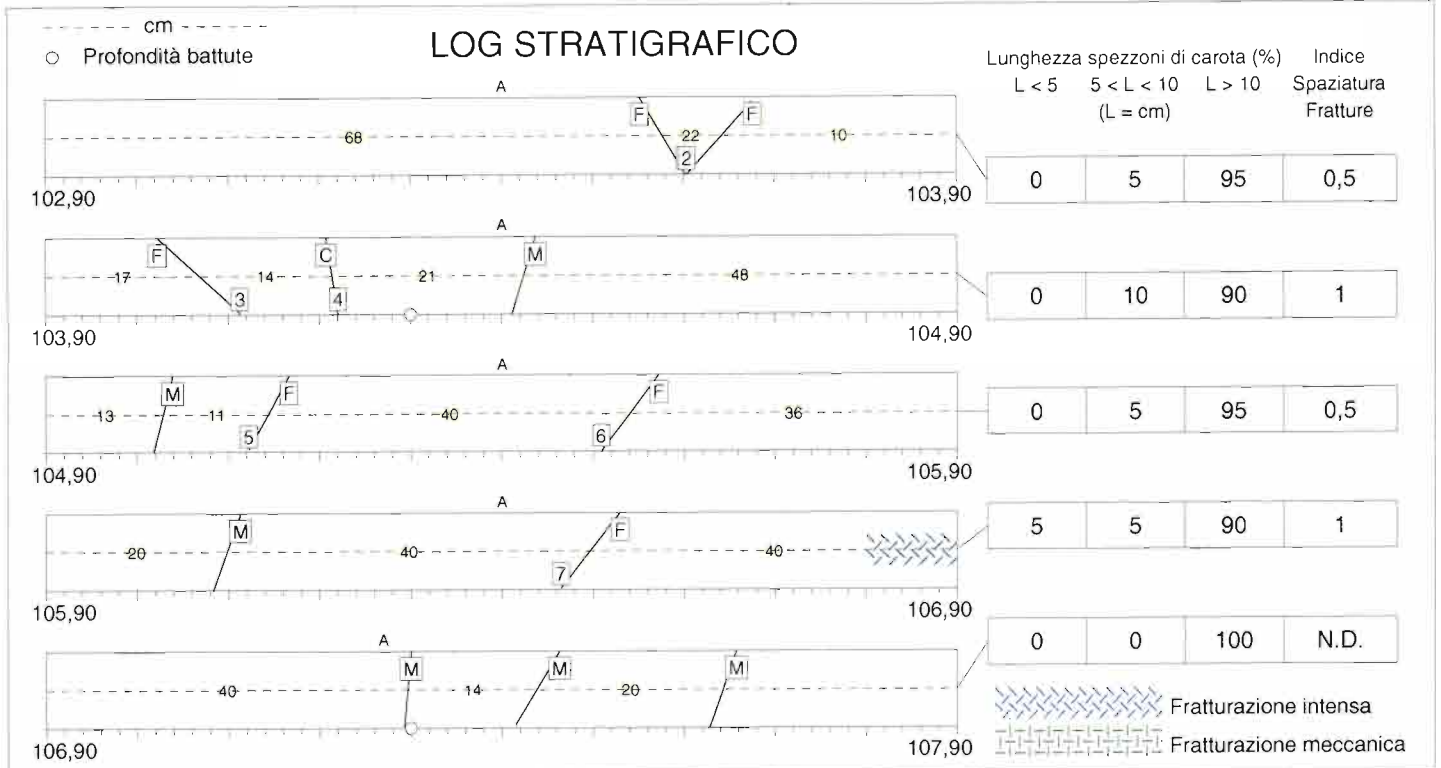 cm
Profondità battute
LOG STRATIGRAFICO
Lunghezza spezzoni di carota (%) Indice
L < 5 5 < L < 10 L > 10 Spaziatura
(L = cm) Fratture
A
F F
68 22 10
2
102,90 103,90
0 5 95 0,5
A
F C M
17 14 21 48
3 4
103,90 104,90
0 10 90 1
A
M F F
13 11 40 36
5 6
104,90 105,90
0 5 95 0,5
A
M F
20 40 40
7
105,90 106,90
5 5 90 1
A
M M M
40 14 20
106,90 107,90
0 0 100 N.D.
Fratturazione intensa
Fratturazione meccanica